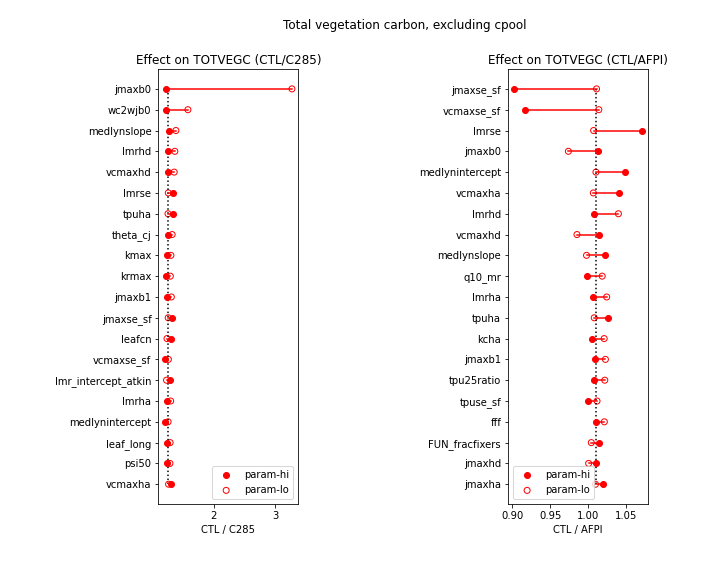 Total vegetation carbon, excluding cpool
Effect on TOTVEGC (CTL/C285)
jmaxb0
wc2wjb0
medlynslope
lmrhd
vcmaxhd
lmrse
tpuha
theta_cj
kmax
krmax
jmaxb1
jmaxse_sf
leafcn
vcmaxse_sf
lmr_intercept_atkin
lmrha
medlynintercept
leaf_long
psi50
vcmaxha
param-hi
param-lo
2 3
CTL / C285
Effect on TOTVEGC (CTL/AFPI)
jmaxse_sf
vcmaxse_sf
lmrse
jmaxb0
medlynintercept
vcmaxha
lmrhd
vcmaxhd
medlynslope
q10_mr
lmrha
tpuha
kcha
jmaxb1
tpu25ratio
tpuse_sf
fff
FUN_fracfixers
jmaxhd
jmaxha
param-hi
param-lo
0.90 0.95 1.00 1.05
CTL / AFPI